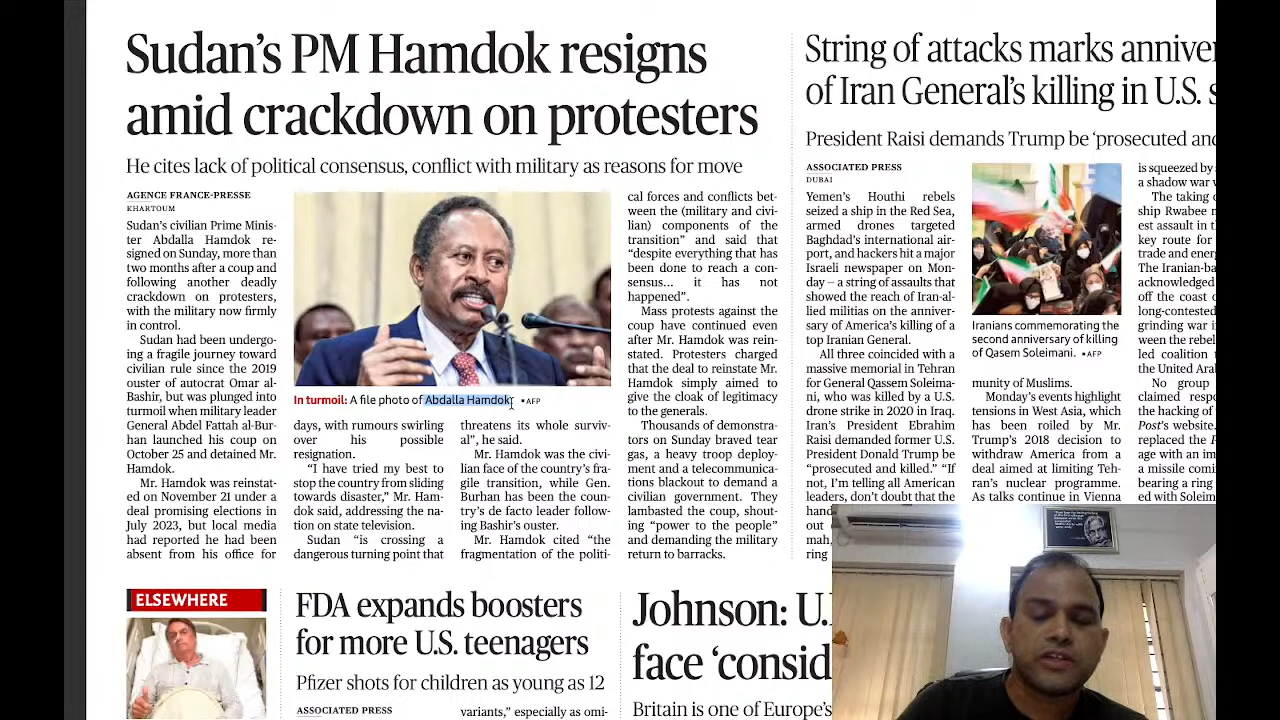 Sudan's PM Hamdok resigns
amid crackdown on protesters
He cites lack of political consensus, conflict with military as reasons for move
AGENCE FRANCE-PRESSE
KHARTOUM
Sudan's civilian Prime Minis-
ter Abdalla Hamdok re-
signed on Sunday, more than
two months after a coup and
following another deadly
crackdown on protesters,
with the military now firmly
in control.
Sudan had been undergo-
ing a fragile journey toward
civilian rule since the 2019
ouster of autocrat Omar al-
Bashir, but was plunged into
turmoil when military leader
General Abdel Fattah al-Bur-
han launched his coup on
October 25 and detained Mr.
Hamdok.
Mr. Hamdok was reinstat-
ed on November 21 under a
deal promising elections in
July 2023, but local media
had reported he had been
absent from his office for
In turmoil: A file photo of Abdalla Hamdok. ▪AFP
days, with rumours swirling
over his possible
resignation.
"I have tried my best to
stop the country from sliding
towards disaster," Mr. Ham-
dok said, addressing the na-
tion on state television.
Sudan "is crossing a
dangerous turning point that
threatens its whole surviv-
al", he said.
Mr. Hamdok was the civi-
lian face of the country's fra-
gile transition, while Gen.
Burhan has been the coun-
try's de facto leader follow-
ing Bashir's ouster.
Mr. Hamdok cited "the
fragmentation of the politi-
cal forces and conflicts bet-
ween the (military and civi-
lian) components of the
transition" and said that
"despite everything that has
been done to reach a con-
sensus... it has not
happened".
Mass protests against the
coup have continued even
after Mr. Hamdok was rein-
stated. Protesters charged
that the deal to reinstate Mr.
Hamdok simply aimed to
give the cloak of legitimacy
to the generals.
Thousands of demonstra-
tors on Sunday braved tear
gas, a heavy troop deploy-
ment and a telecommunica-
tions blackout to demand a
civilian government. They
lambasted the coup, shout-
ing "power to the people"
and demanding the military
return to barracks.
String of attacks marks anniver
of Iran General's killing in U.S. s
President Raisi demands Trump be 'prosecuted and
ASSOCIATED PRESS
DUBAI
Yemen's Houthi rebels
seized a ship in the Red Sea,
armed drones targeted
Baghdad's international air-
port, and hackers hit a major
Israeli newspaper on Mon-
day – a string of assaults that
showed the reach of Iran-al-
lied militias on the anniver-
sary of America's killing of a
top Iranian General.
All three coincided with a
massive memorial in Tehran
for General Qassem Soleima-
ni, who was killed by a U.S.
drone strike in 2020 in Iraq.
Iran's President Ebrahim
Raisi demanded former U.S.
President Donald Trump be
"prosecuted and killed." "If
not, I'm telling all American
leaders, don't doubt that the
hand
out
mah,
ring
Iranians commemorating the
second anniversary of killing
of Qasem Soleimani. ▪AFP
munity of Muslims.
Monday's events highlight
tensions in West Asia, which
has been roiled by Mr.
Trump's 2018 decision to
withdraw America from a
deal aimed at limiting Teh-
ran's nuclear programme.
As talks continue in Vienna
is squeezed by
a shadow war w
The taking o
ship Rwabee m
est assault in th
key route for
trade and energ
The Iranian-ba
acknowledged
off the coast o
long-contested
grinding war i
ween the rebel
led coalition t
the United Arab
No group
claimed respo
the hacking of
Post's website.
replaced the
age with an im
a missile comi
bearing a ring
ed with Soleim
ELSEWHERE
FDA expands boosters
for more U.S. teenagers
Pfizer shots for children as young as 12
ASSOCIATED PRESS
variants," especially as omi-
Johnson: U.
face 'consid
Britain is one of Europe's